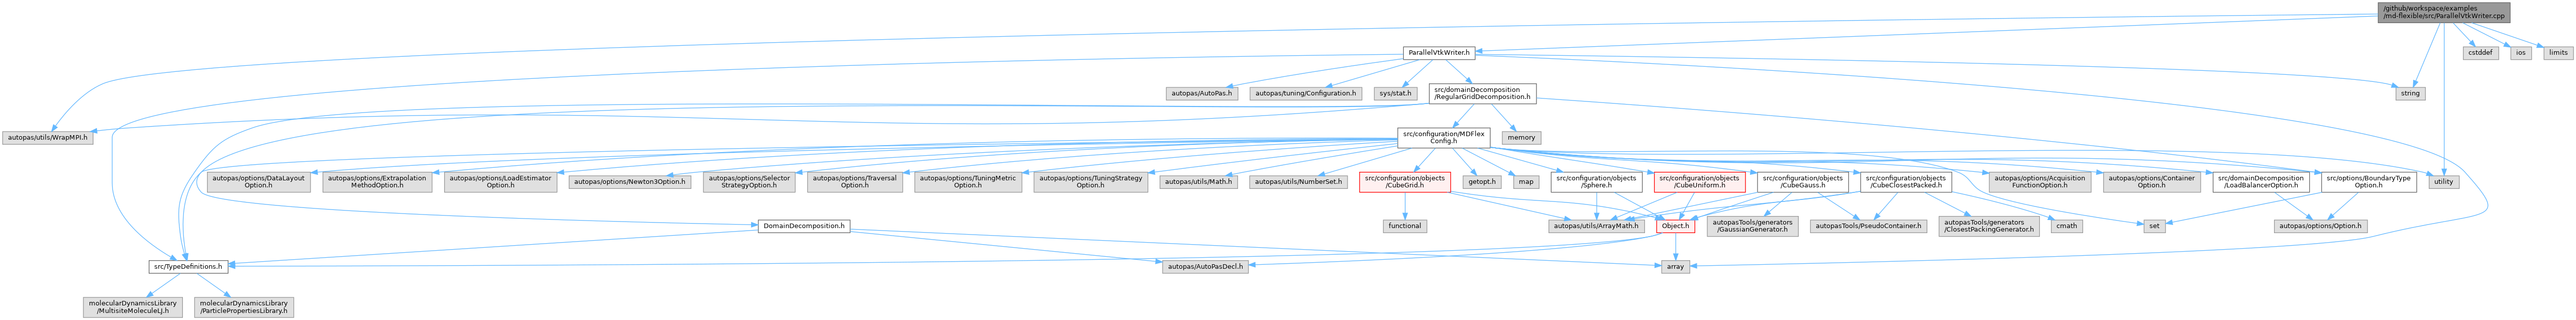 /github/workspace/examples
/md-flexible/src/ParallelVtkWriter.cpp
ParallelVtkWriter.h
cstddef
ios
limits
autopas/AutoPas.h
autopas/tuning/Configuration.h
sys/stat.h
src/domainDecomposition
/RegularGridDecomposition.h
string
autopas/utils/WrapMPI.h
src/configuration/MDFlex
Config.h
memory
autopas/options/DataLayout
Option.h
autopas/options/Extrapolation
MethodOption.h
autopas/options/LoadEstimator
Option.h
autopas/options/Newton3Option.h
autopas/options/Selector
StrategyOption.h
autopas/options/Traversal
Option.h
autopas/options/TuningMetric
Option.h
autopas/options/TuningStrategy
Option.h
autopas/utils/Math.h
autopas/utils/NumberSet.h
src/configuration/objects
/CubeGrid.h
getopt.h
map
src/configuration/objects
/Sphere.h
src/configuration/objects
/CubeUniform.h
src/configuration/objects
/CubeGauss.h
src/configuration/objects
/CubeClosestPacked.h
autopas/options/Acquisition
FunctionOption.h
autopas/options/Container
Option.h
src/domainDecomposition
/LoadBalancerOption.h
src/options/BoundaryType
Option.h
utility
DomainDecomposition.h
functional
autopas/utils/ArrayMath.h
Object.h
autopasTools/generators
/GaussianGenerator.h
autopasTools/PseudoContainer.h
autopasTools/generators
/ClosestPackingGenerator.h
cmath
set
autopas/options/Option.h
src/TypeDefinitions.h
autopas/AutoPasDecl.h
array
molecularDynamicsLibrary
/MultisiteMoleculeLJ.h
molecularDynamicsLibrary
/ParticlePropertiesLibrary.h